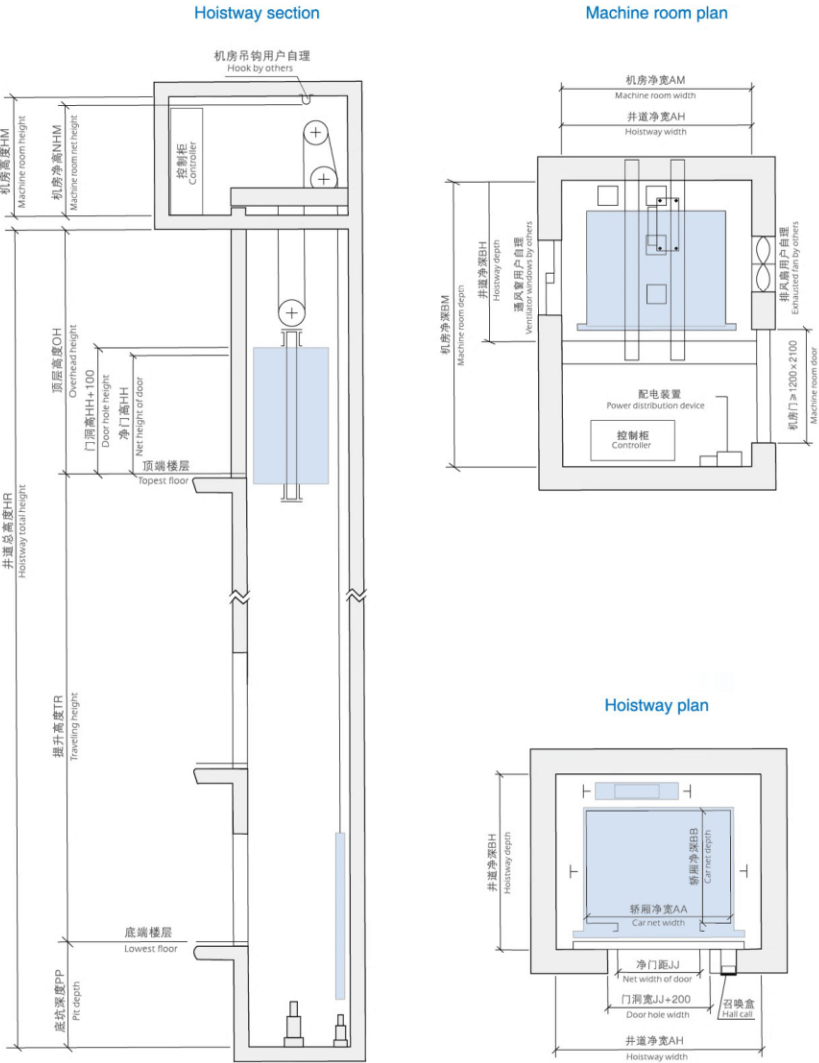 Hoistway section
机房吊钩用户自理
Hook by others
机房高度HM
Machine room height
机房净高NHM
Machine room net height
控制柜
Controller
井道总高度HR
Hoistway total height
顶层高度OH
Overhead height
门洞高HH+100
Door hole height
净门高HH
Net height of door
顶端楼层
Topest floor
提升高度TR
Traveling height
底端楼层
Lowest floor
底坑深度PP
Pit depth
Machine room plan
机房净宽AM
Machine room width
井道净宽AH
Hoistway width
机房净深BM
Machine room depth
井道净深BH
Hoistway depth
通风窗用户自理
Ventilator windows by others
排风扇用户自理
Exhausted fan by others
机房门≥1200×2100
Machine room door
配电装置
Power distribution device
控制柜
Controller
Hoistway plan
井道净深BH
Hoistway depth
轿厢净深BB
Car net depth
轿厢净宽AA
Car net width
净门距JJ
Net width of door
门洞宽JJ+200
Door hole width
召唤盒
Hall call
井道净宽AH
Hoistway width